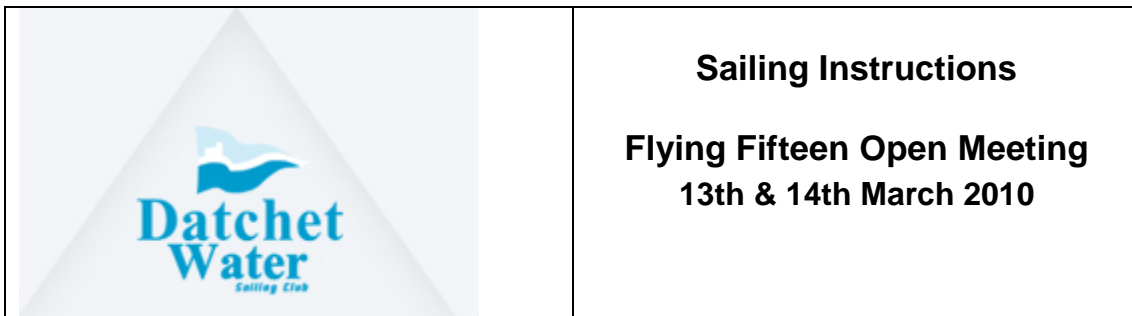 Datchet
Water
Sailing Club
Sailing Instructions
Flying Fifteen Open Meeting
13th & 14th March 2010